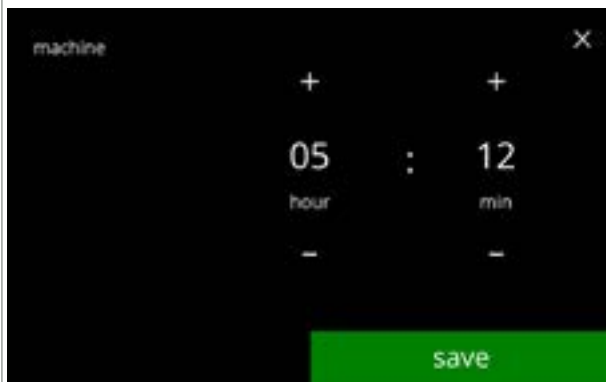 machine ×
+ +
05 : 12
hour min
– –
save